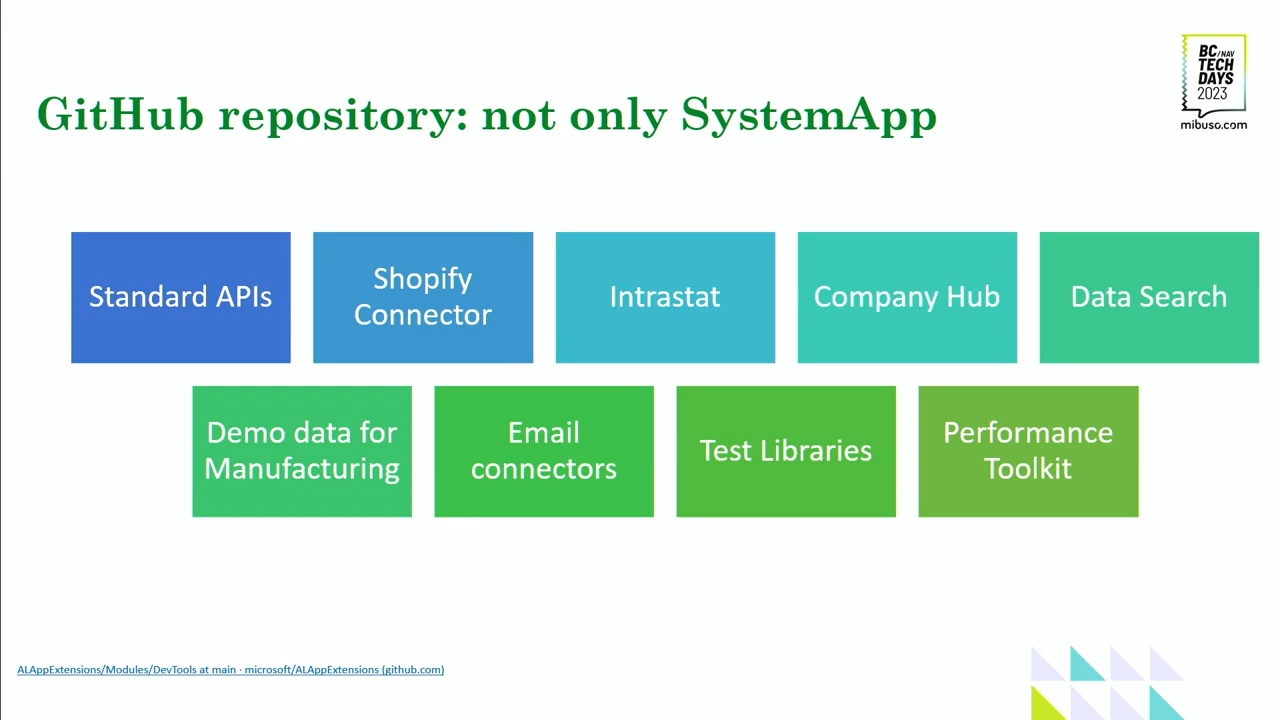 BC/NAV
TECH
DAYS
2023
mibuso.com
GitHub repository: not only SystemApp
Standard APIs
Shopify
Connector
Intrastat
Company Hub
Data Search
Demo data for
Manufacturing
Email
connectors
Test Libraries
Performance
Toolkit
ALAppExtensions/Modules/DevTools at main · microsoft/ALAppExtensions (github.com)